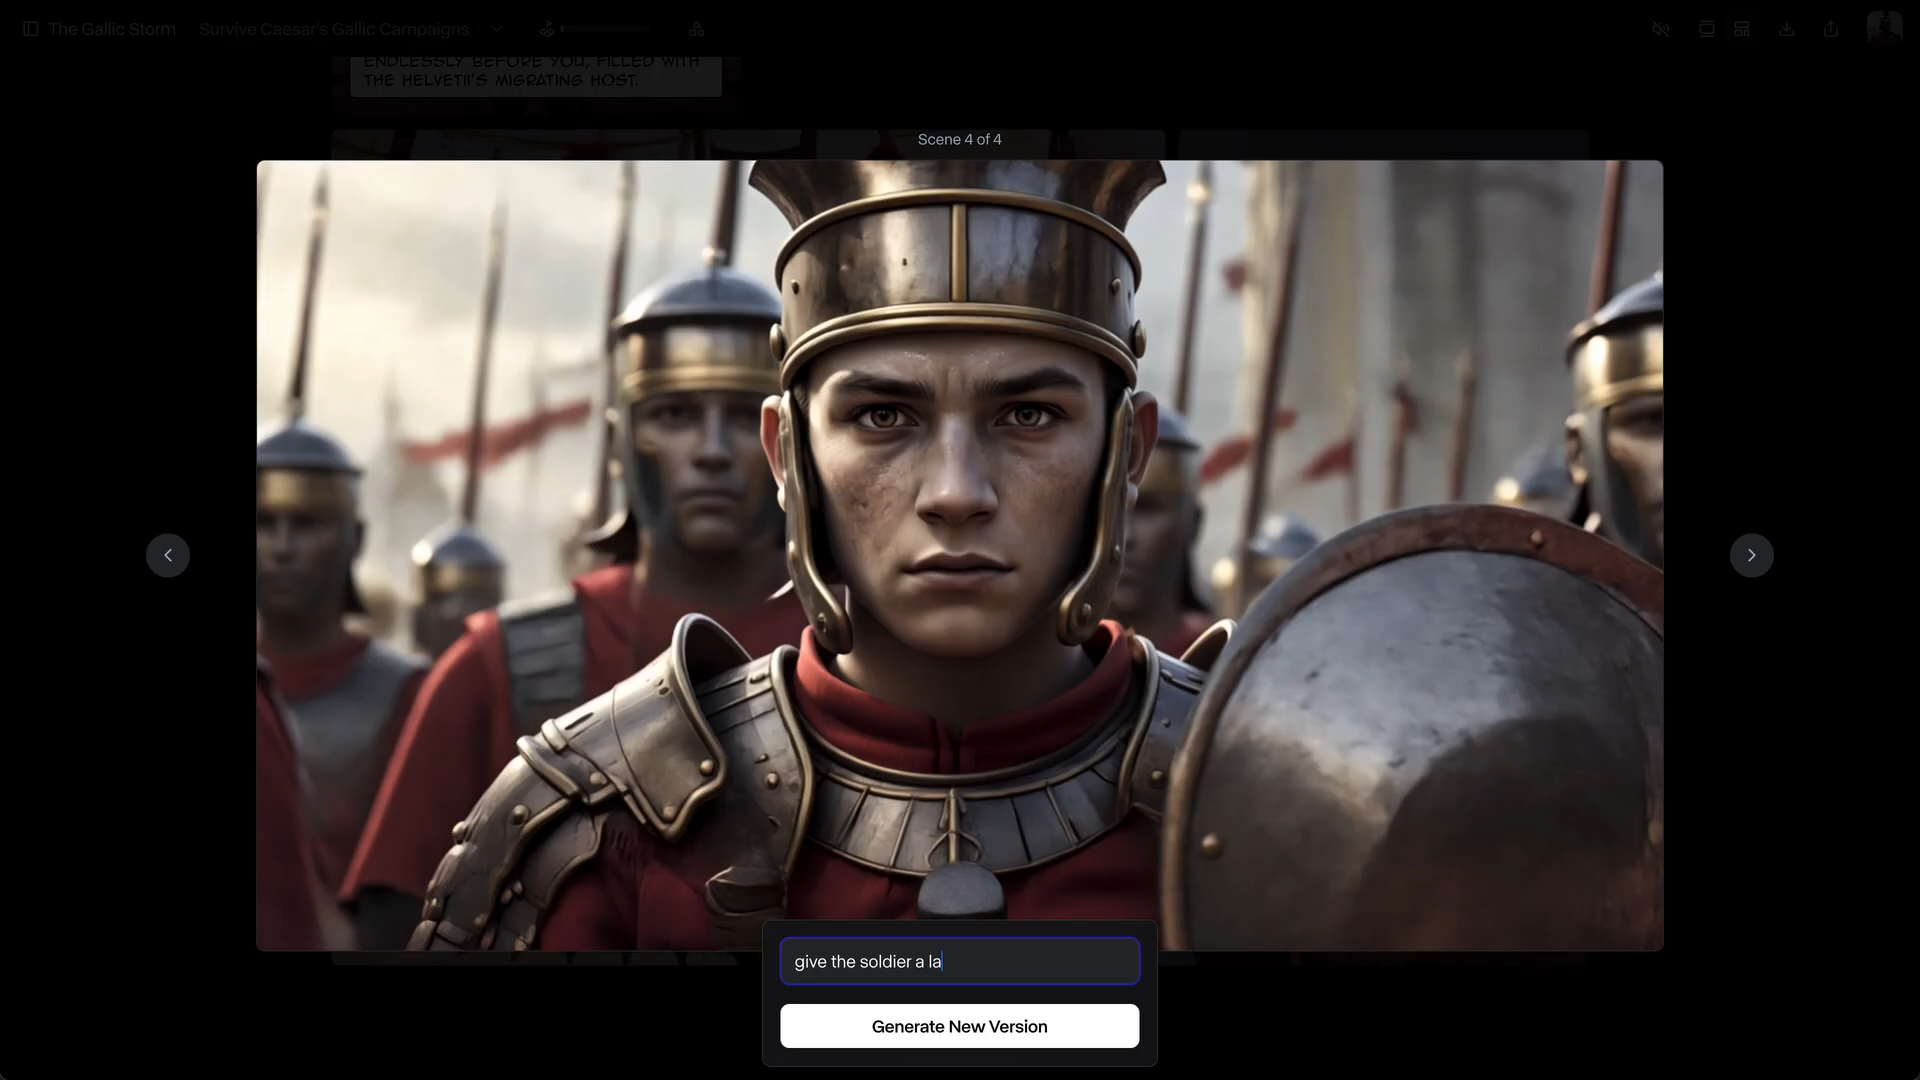 The Gallic Storm
Survive Caesar's Gallic Campaigns
ENDLESSLY BEFORE YOU, FILLED WITH
THE HELVETII'S MIGRATING HOST.
Scene 4 of 4
give the soldier a la
Generate New Version